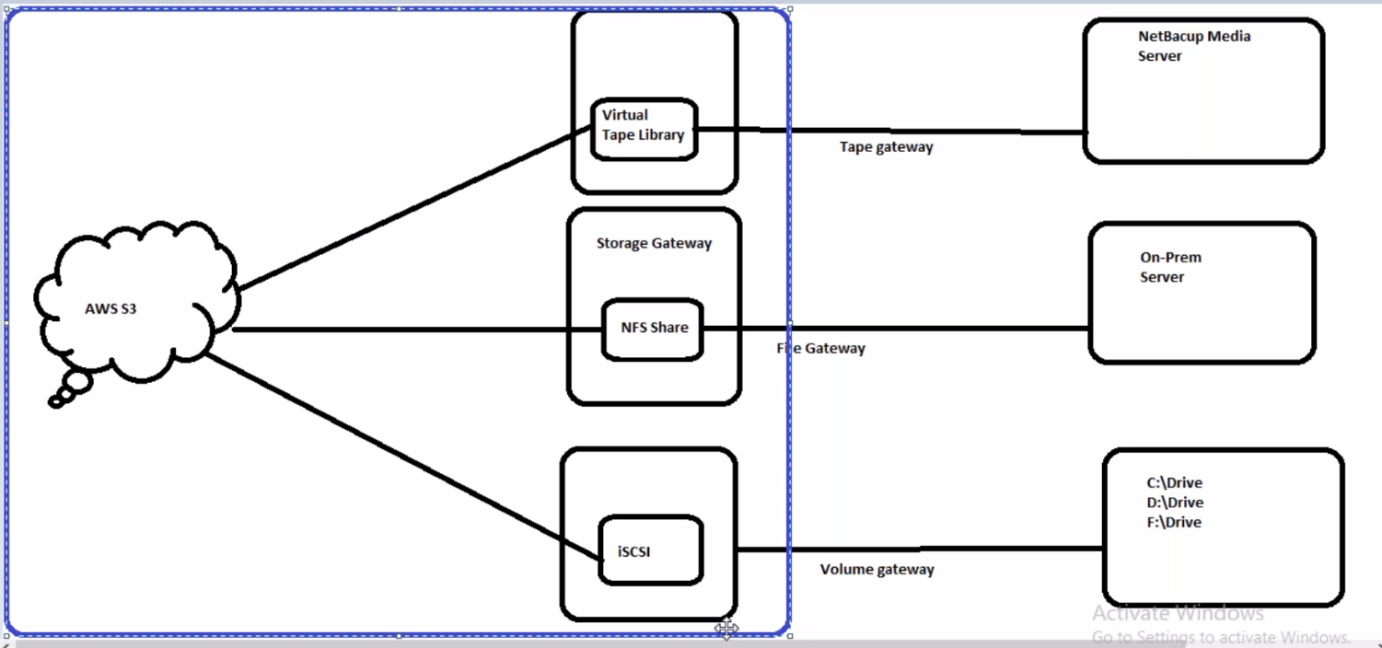 NetBacup Media
Server
Virtual
Tape Library
Tape gateway
Storage Gateway
On-Prem
Server
AWS S3
NFS Share
File Gateway
C:\Drive
D:\Drive
F:\Drive
iSCSI
Volume gateway
Activate Windows
Go to Settings to activate Windows.